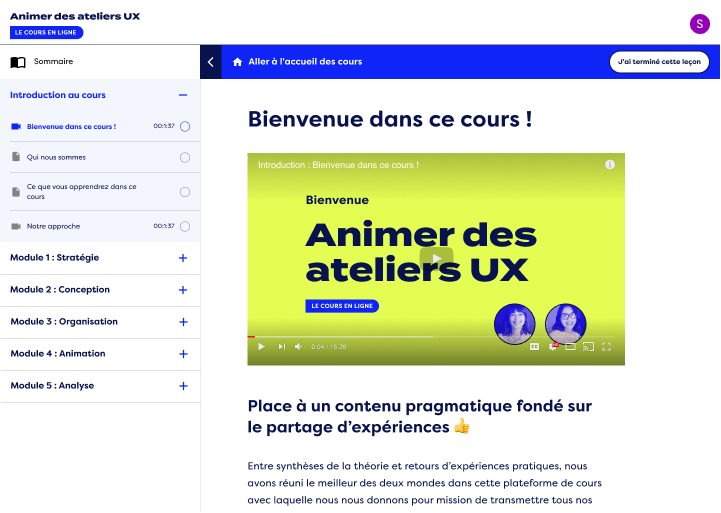 Animer des ateliers UX
LE COURS EN LIGNE
S
Sommaire
Aller à l'accueil des cours
J'ai terminé cette leçon
Introduction au cours
Bienvenue dans ce cours !
00:1:37
Qui nous sommes
Ce que vous apprendrez dans ce
cours
Notre approche
00:1:37
Module 1 : Stratégie
Module 2 : Conception
Module 3 : Organisation
Module 4 : Animation
Module 5 : Analyse
Bienvenue dans ce cours !
Introduction : Bienvenue dans ce cours !
Bienvenue
Animer des
ateliers UX
LE COURS EN LIGNE
0:04 / 15:26
CC
Place à un contenu pragmatique fondé sur
le partage d'expériences 👍
Entre synthèses de la théorie et retours d'expériences pratiques, nous
avons réuni le meilleur des deux mondes dans cette plateforme de cours
avec laquelle nous nous donnons pour mission de transmettre tous nos